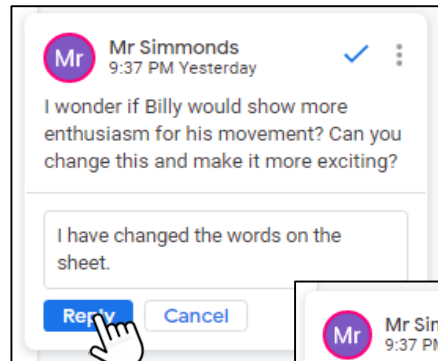 Mr
Mr Simmonds
9:37 PM Yesterday
I wonder if Billy would show more
enthusiasm for his movement? Can you
change this and make it more exciting?
I have changed the words on the
sheet.
Reply Cancel
Mr
Mr Sim
9:37 PM